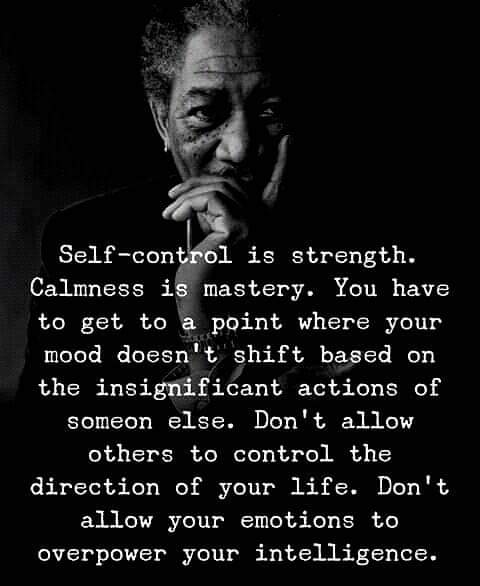 Self-control is strength.
Calmness is mastery. You have
to get to a point where your
mood doesn't shift based on
the insignificant actions of
someon else. Don't allow
others to control the
direction of your life. Don't
allow your emotions to
overpower your intelligence.